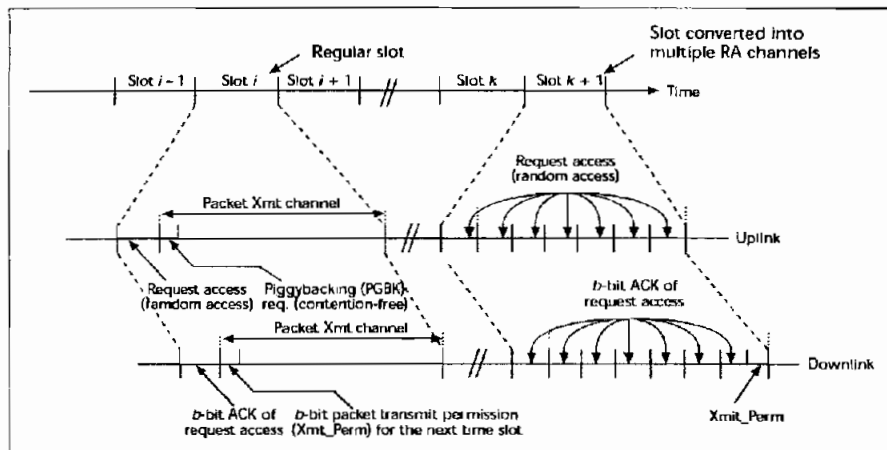 Regular slot
Slot converted into
multiple RA channels
Slot i - 1
Slot i
Slot i + 1
Slot k
Slot k + 1
Time
Request access
(random access)
Packet Xmt channel
Uplink
Request access
(ramdom access)
Piggybacking (PGBK)
req. (contention-free)
b-bit ACK of
request access
Packet Xmt channel
Downlink
b-bit ACK of
request access
b-bit packet transmit permission
(Xmt_Perm) for the next time slot
Xmit_Perm